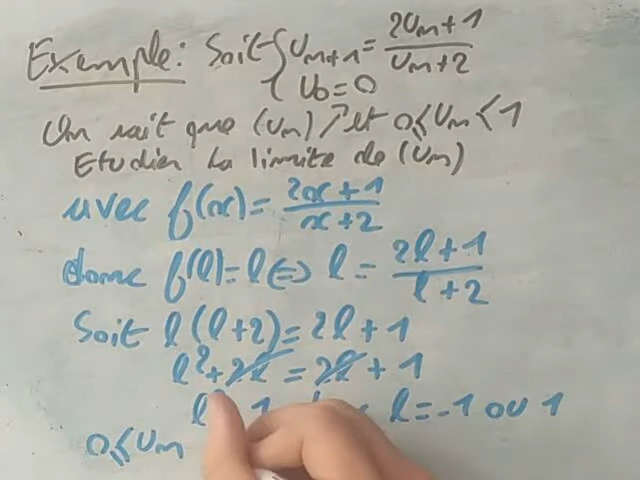 Exemple: Soit { Un+1 = 2Un+1 / Un+2
U0 = 0
On sait que (Un) ↗ et 0 ≤ Un < 1
Etudier la limite de (Un)
avec f(x) = 2x+1 / x+2
donc f(l) = l ⇔ l = 2l+1 / l+2
Soit l(l+2) = 2l+1
l² + 2l = 2l + 1
l = -1 ou 1
0 ≤ Un